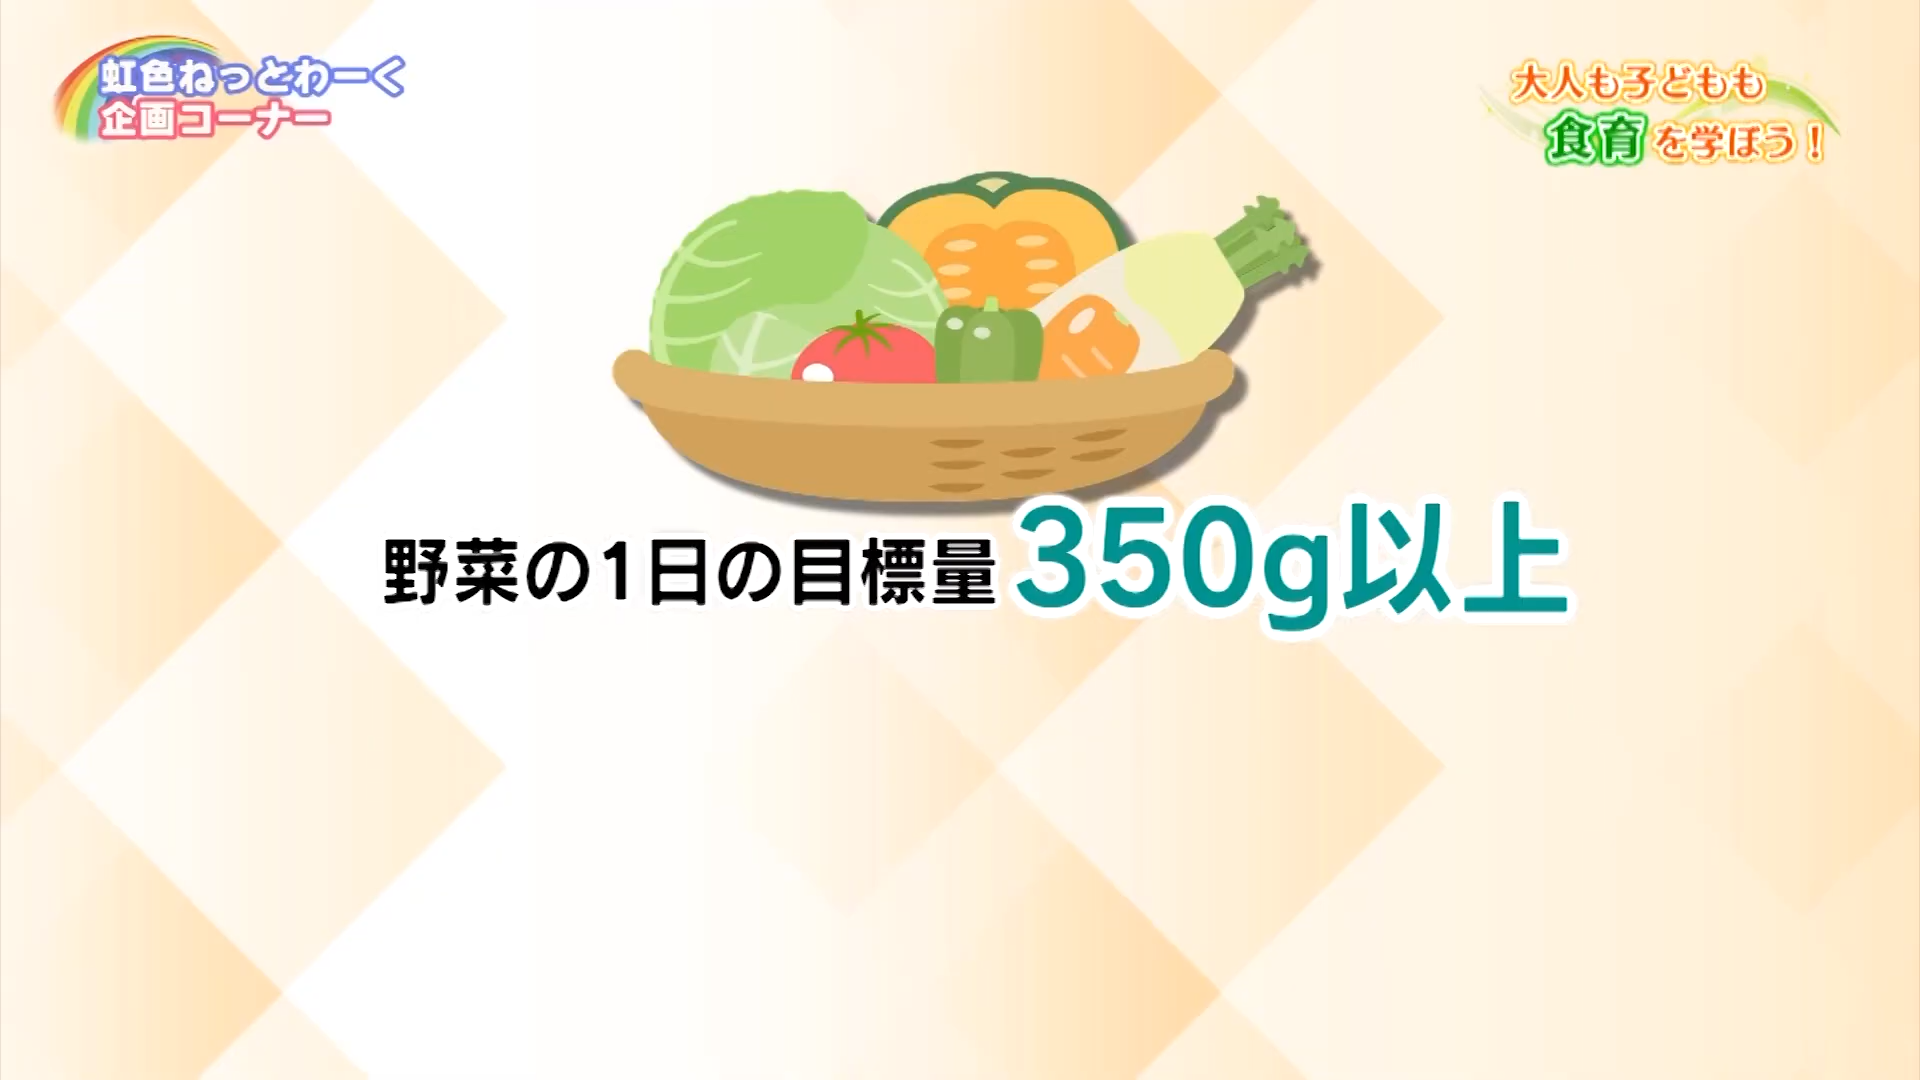 虹色ねっとわーく
企画コーナー
大人も子どもも
食育を学ぼう！
野菜の1日の目標量 350g以上